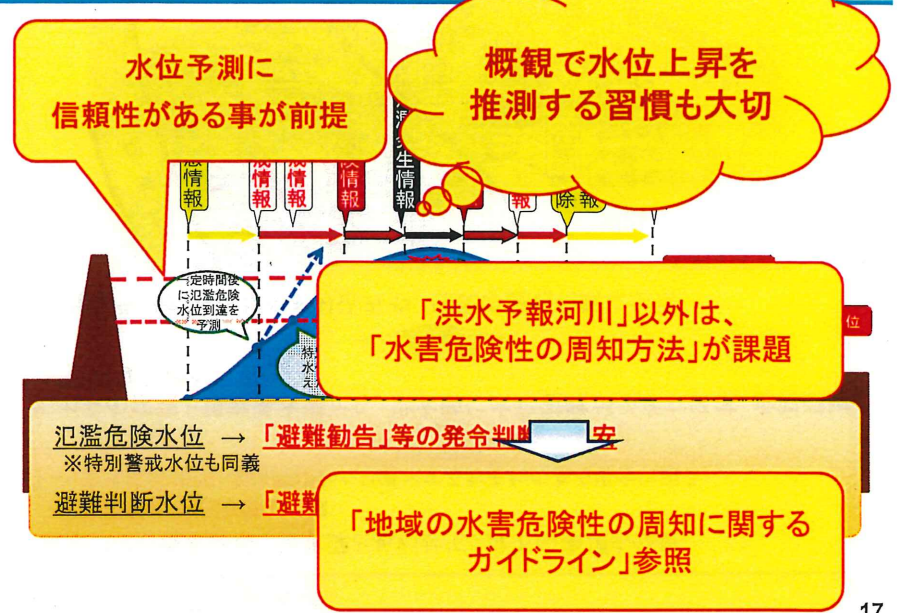 水位予測に
信頼性がある事が前提
概観で水位上昇を
推測する習慣も大切
情報
情報
情報
情報
生情報
報
除報
一定時間後
に氾濫危険
水位到達を
予測
「洪水予報河川」以外は、
「水害危険性の周知方法」が課題
位
特
水
え
氾濫危険水位 → 「避難勧告」等の発令判断 安
※特別警戒水位も同義
避難判断水位 → 「避難
「地域の水害危険性の周知に関する
ガイドライン」参照
17